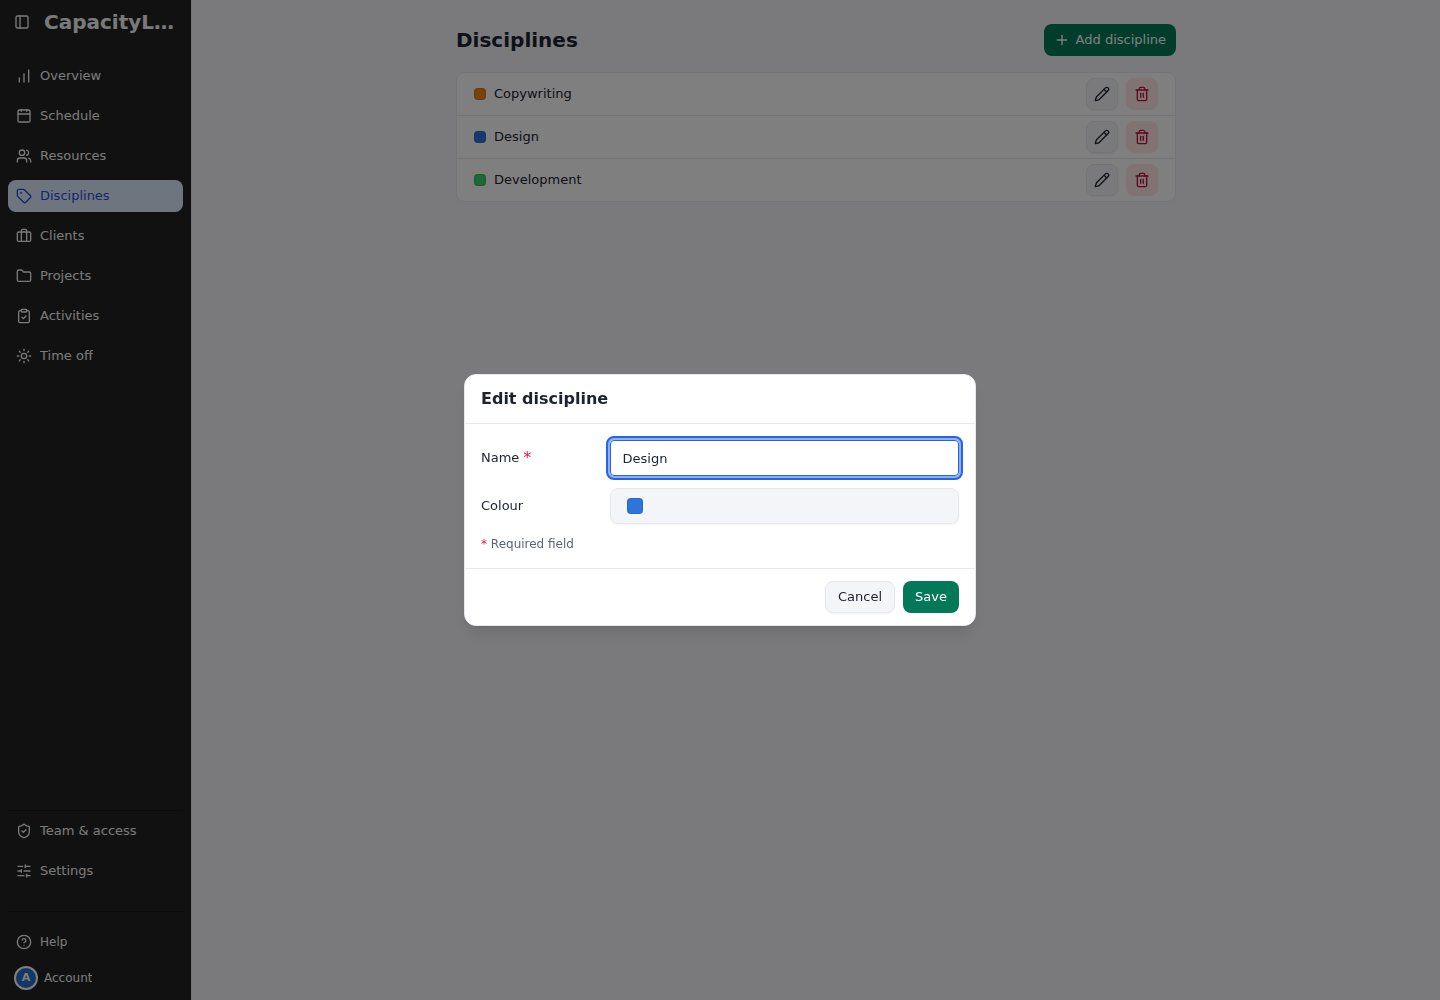 CapacityL...
Overview
Schedule
Resources
Disciplines
Clients
Projects
Activities
Time off
Team & access
Settings
Help
A Account
Disciplines
Add discipline
Copywriting
Design
Development
Edit discipline
Name *
Design
Colour
* Required field
Cancel
Save